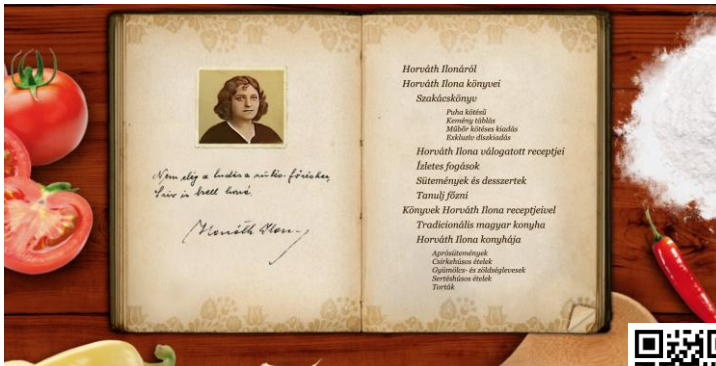 Nem elég a tudás a sütés-főzéshez,
Szív is kell hozzá.
Horváth Ilona
Horváth Ilonáról
Horváth Ilona könyvei
Szakácskönyv
Puha kötésű
Kemény táblás
Műbőr kötéses kiadás
Exkluzív díszkiadás
Horváth Ilona válogatott receptjei
Ízletes fogások
Sütemények és desszertek
Tanulj főzni
Könyvek Horváth Ilona receptjeivel
Tradicionális magyar konyha
Horváth Ilona konyhája
Aprósütemények
Csirkehúsos ételek
Gyümölcs- és zöldséglevesek
Sertéshúsos ételek
Torták